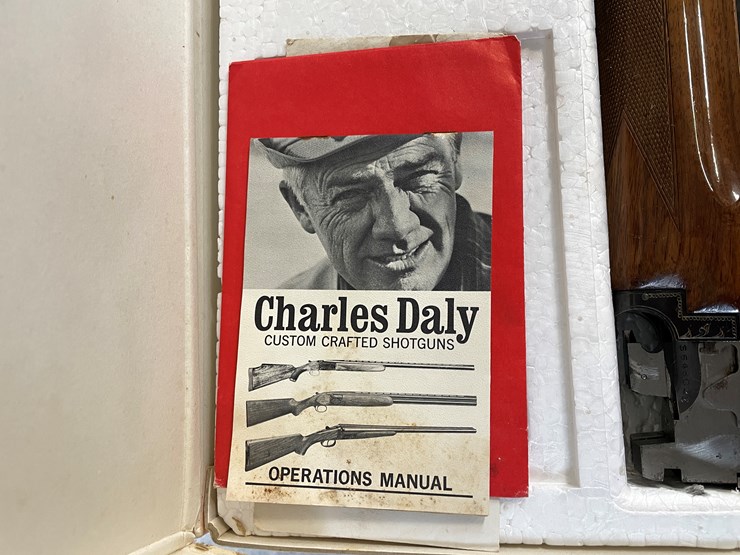 Charles Daly
CUSTOM CRAFTED SHOTGUNS
OPERATIONS MANUAL